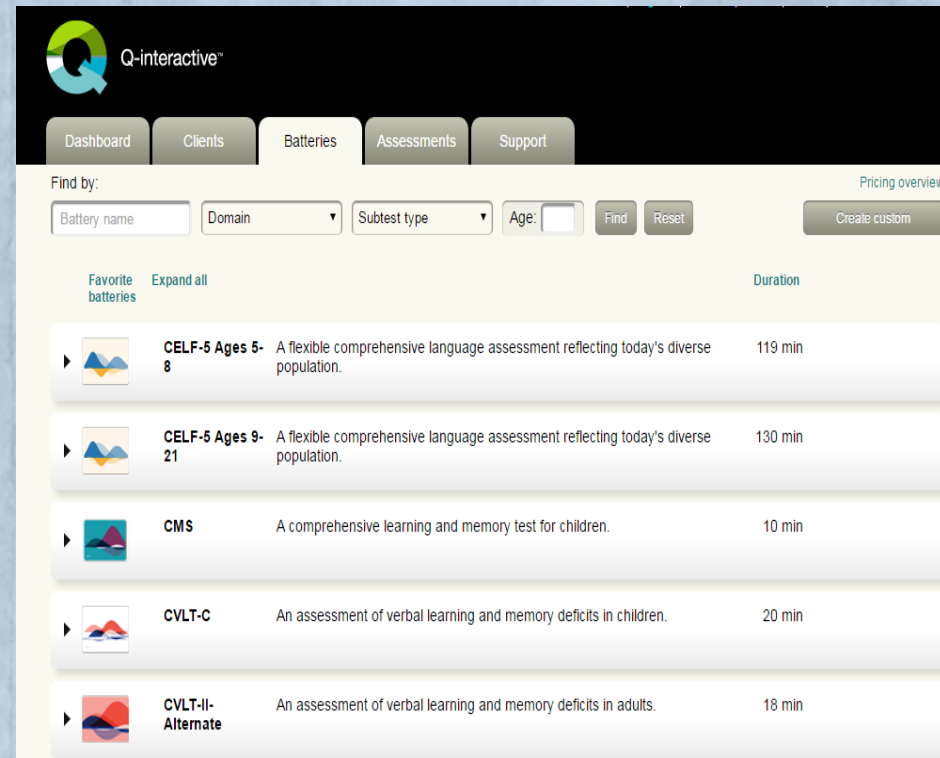 Q-interactive™
Dashboard Clients Batteries Assessments Support
Find by: Pricing overview
Battery name Domain Subtest type Age: Find Reset Create custom
Favorite batteries Expand all Duration
CELF-5 Ages 5- A flexible comprehensive language assessment reflecting today's diverse 119 min
8 population.
CELF-5 Ages 9- A flexible comprehensive language assessment reflecting today's diverse 130 min
21 population.
CMS A comprehensive learning and memory test for children. 10 min
CVLT-C An assessment of verbal learning and memory deficits in children. 20 min
CVLT-II- An assessment of verbal learning and memory deficits in adults. 18 min
Alternate